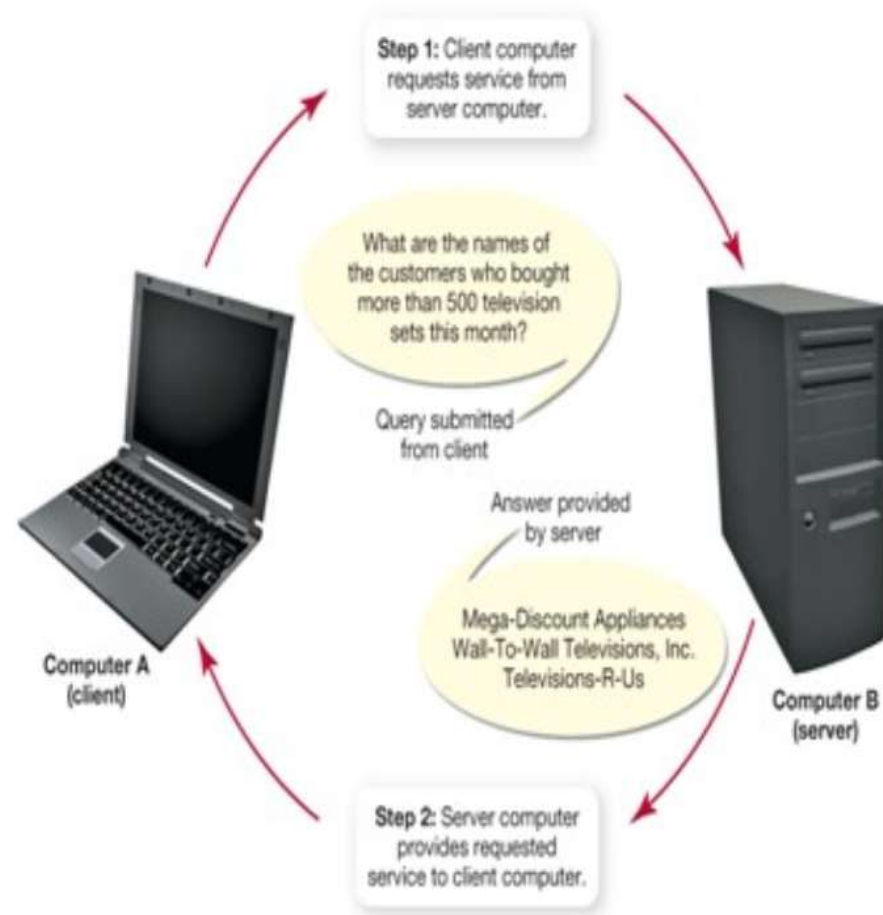 Step 1: Client computer
requests service from
server computer.
What are the names of
the customers who bought
more than 500 television
sets this month?
Query submitted
from client
Answer provided
by server
Mega-Discount Appliances
Wall-To-Wall Televisions, Inc.
Televisions-R-Us
Computer A
(client)
Computer B
(server)
Step 2: Server computer
provides requested
service to client computer.